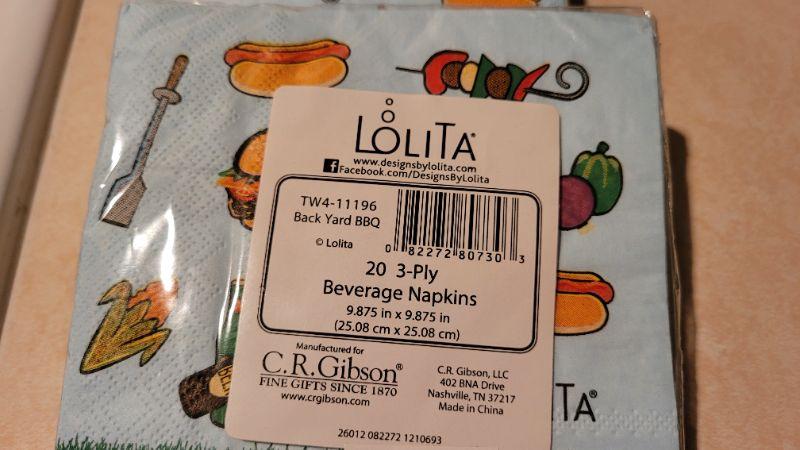 LOLITA®
www.designsbylolita.com
f Facebook.com/DesignsByLolita
TW4-11196
Back Yard BBQ
© Lolita
0 82272 80730 3
20 3-Ply
Beverage Napkins
9.875 in x 9.875 in
(25.08 cm x 25.08 cm)
Manufactured for
C.R.Gibson®
FINE GIFTS SINCE 1870
www.crgibson.com
C.R. Gibson, LLC
402 BNA Drive
Nashville, TN 37217
Made in China
26012 082272 1210693
TA®